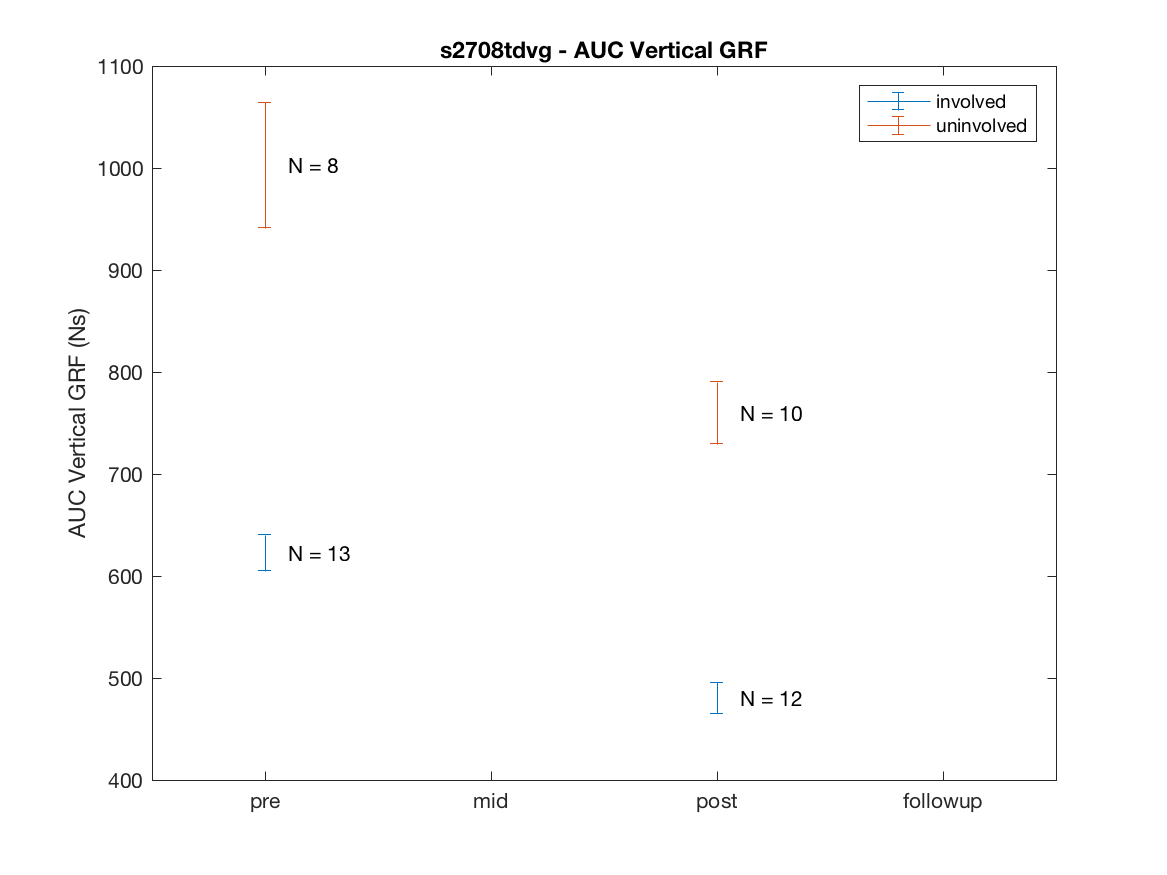 s2708tdvg - AUC Vertical GRF
1100
1000
900
800
700
600
500
400
AUC Vertical GRF (Ns)
involved
uninvolved
N = 8
N = 10
N = 13
N = 12
pre mid post followup